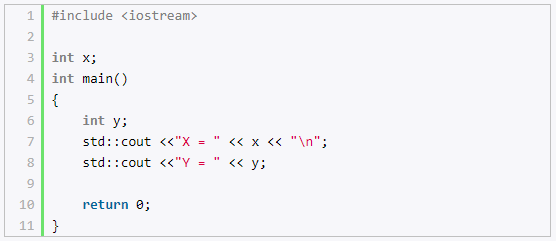 1 #include <iostream>
2
3 int x;
4 int main()
5 {
6     int y;
7     std::cout <<"X = " << x << "\n";
8     std::cout <<"Y = " << y;
9
10     return 0;
11 }